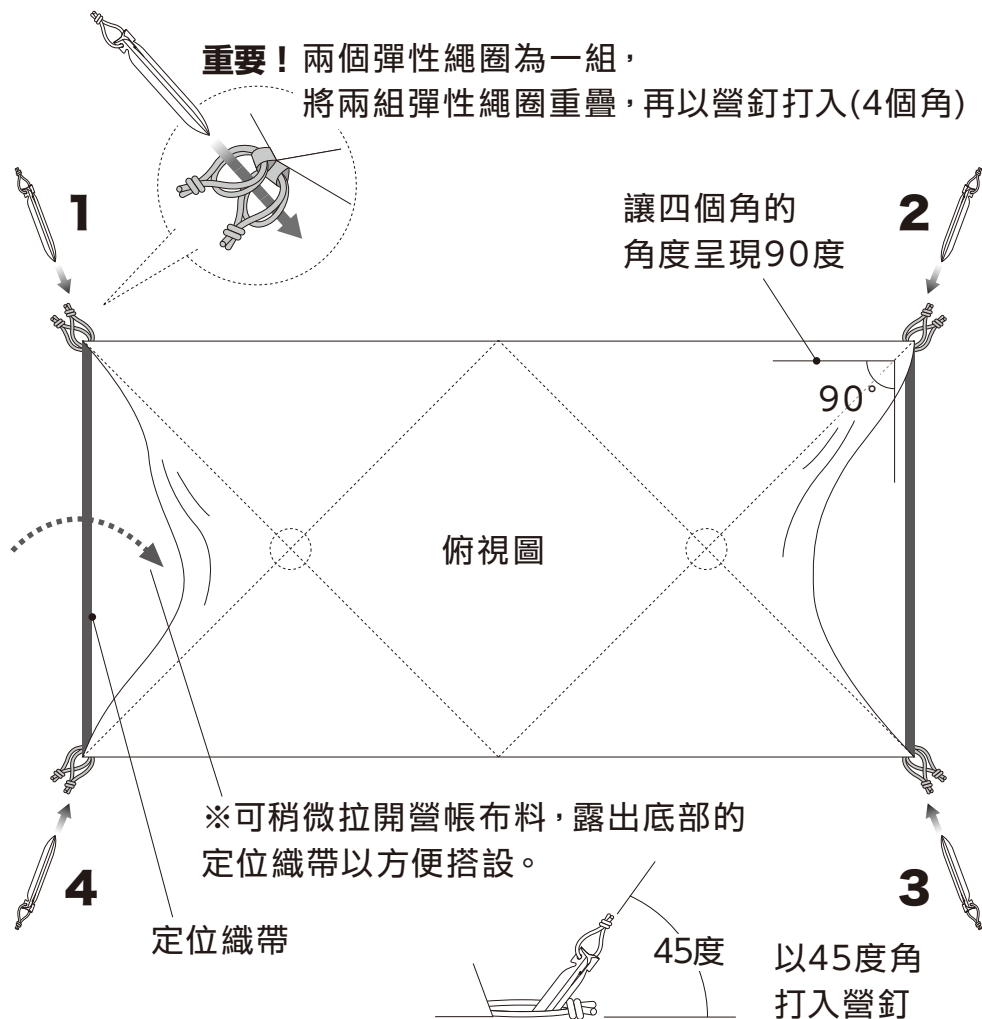 重要！兩個彈性繩圈為一組，
將兩組彈性繩圈重疊，再以營釘打入(4個角)
1
2
讓四個角的
角度呈現90度
90°
俯視圖
※可稍微拉開營帳布料，露出底部的
定位織帶以方便搭設。
4
3
定位織帶
45度
以45度角
打入營釘